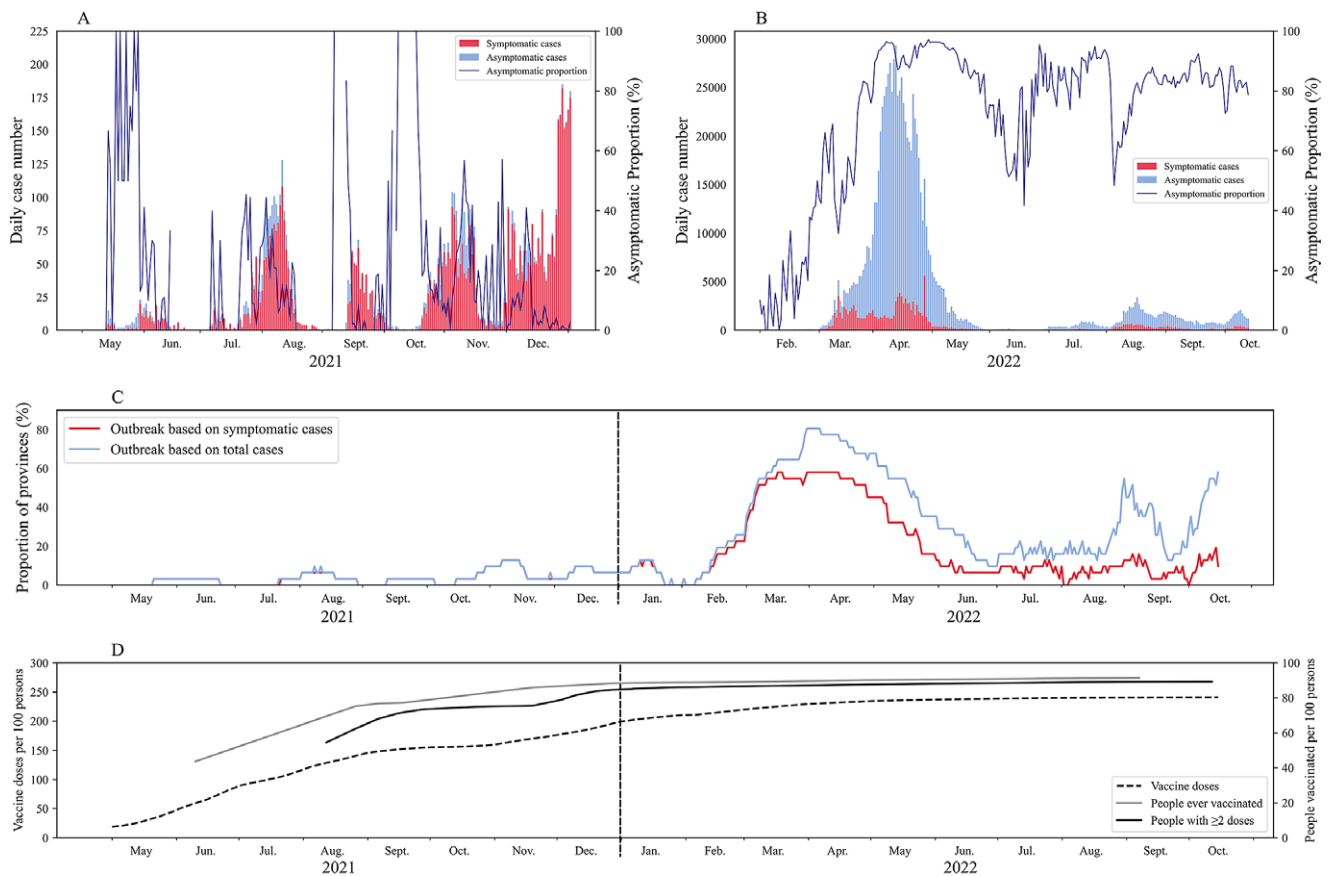 A
225
200
175
150
125
100
75
50
25
0
Daily case number
100
80
60
40
20
0
Asymptomatic Proportion (%)
Symptomatic cases
Asymptomatic cases
Asymptomatic proportion
May Jun. Jul. Aug. Sept. Oct. Nov. Dec.
2021
B
30000
25000
20000
15000
10000
5000
0
Daily case number
100
80
60
40
20
0
Asymptomatic Proportion (%)
Symptomatic cases
Asymptomatic cases
Asymptomatic proportion
Feb. Mar. Apr. May Jun. Jul. Aug. Sept. Oct.
2022
C
Proportion of provinces (%)
80
60
40
20
0
Outbreak based on symptomatic cases
Outbreak based on total cases
May Jun. Jul. Aug. Sept. Oct. Nov. Dec. Jan. Feb. Mar. Apr. May Jun. Jul. Aug. Sept. Oct.
2021 2022
D
Vaccine doses per 100 persons
300
250
200
150
100
50
0
100
80
60
40
20
0
People vaccinated per 100 persons
Vaccine doses
People ever vaccinated
People with ≥2 doses
May Jun. Jul. Aug. Sept. Oct. Nov. Dec. Jan. Feb. Mar. Apr. May Jun. Jul. Aug. Sept. Oct.
2021 2022